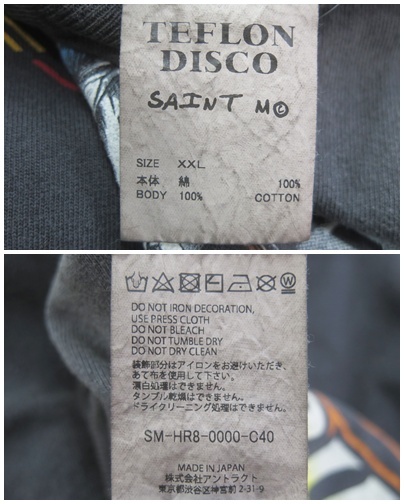 TEFLON
DISCO
SAINT M©
SIZE XXL
本体 綿 100%
BODY 100% COTTON
DO NOT IRON DECORATION,
USE PRESS CLOTH
DO NOT BLEACH
DO NOT TUMBLE DRY
DO NOT DRY CLEAN
装飾部分はアイロンをお避けいただき、
あて布を使用して下さい。
漂白処理はできません。
タンブル乾燥はできません。
ドライクリーニング処理はできません。
SM-HR8-0000-C40
MADE IN JAPAN
株式会社アントラクト
東京都渋谷区神宮前 2-31-9